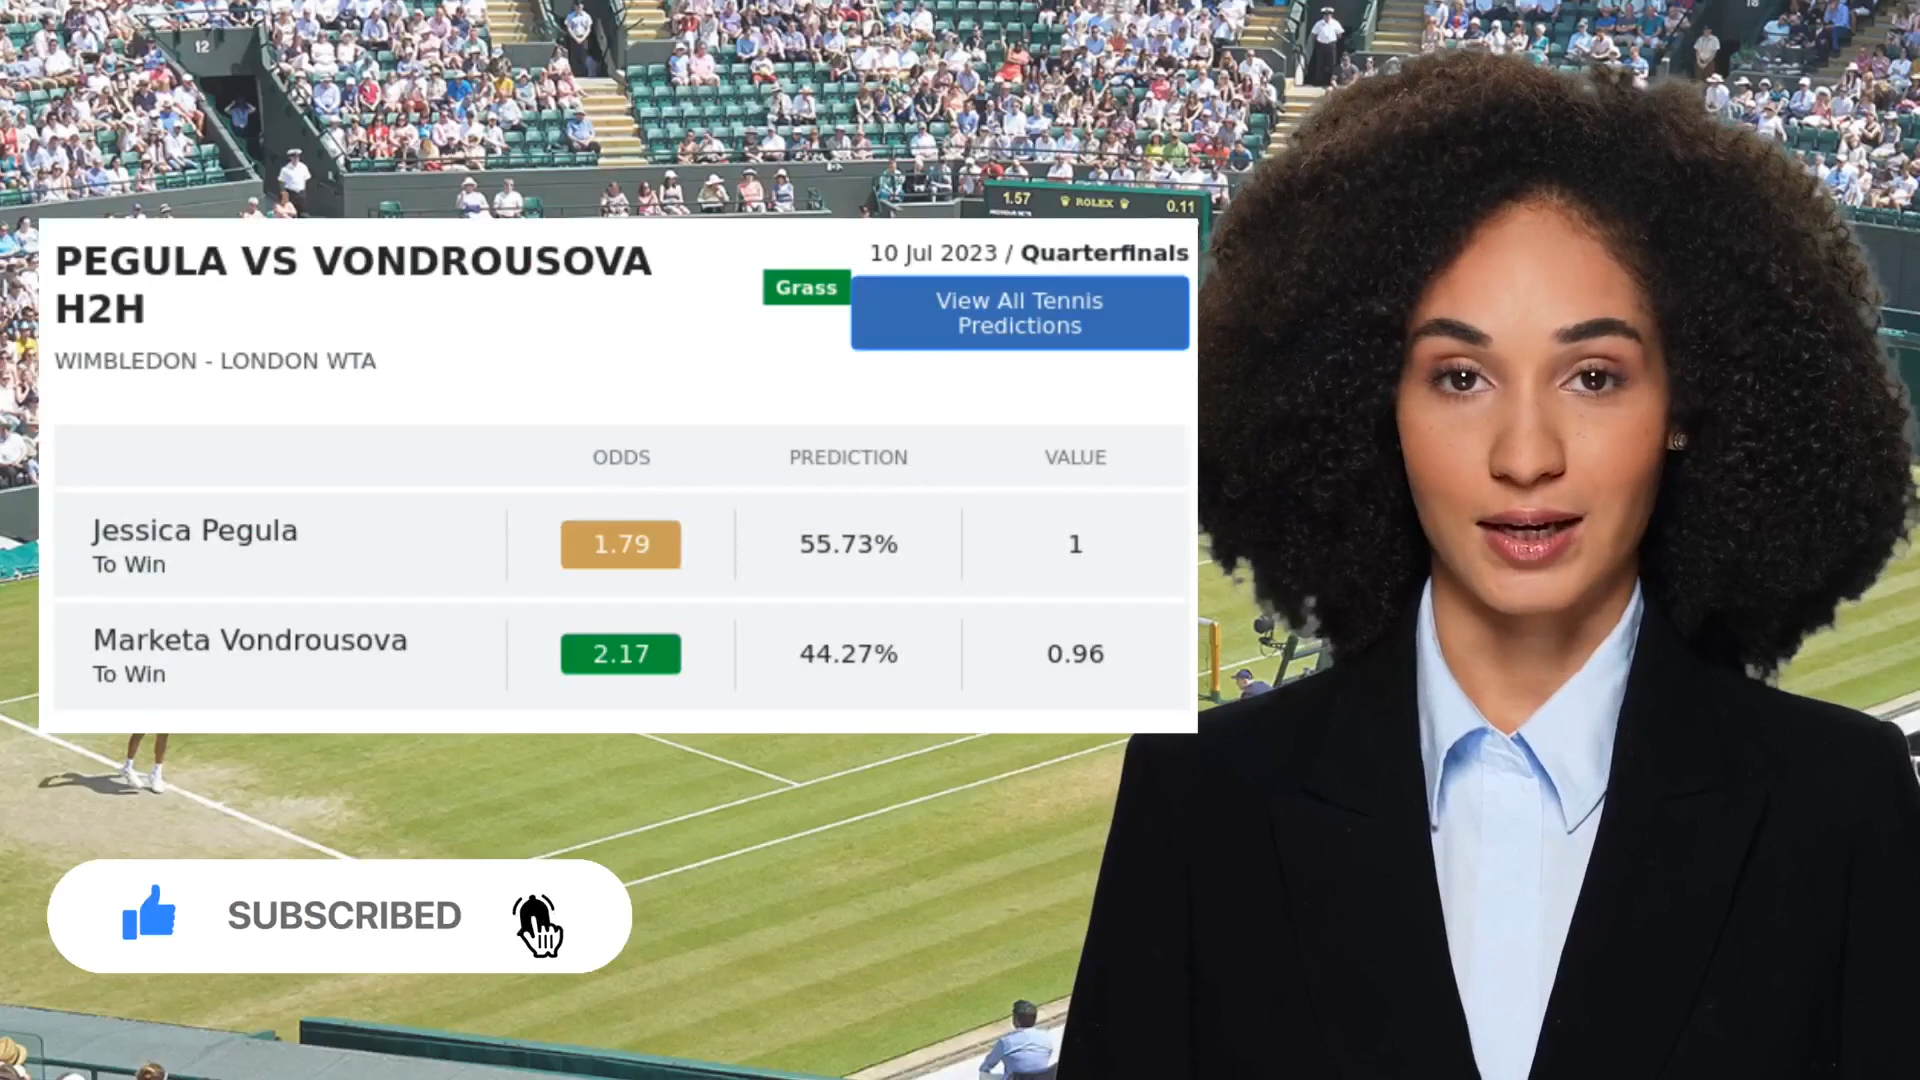 12
18
1.57 ROLEX 0.11
PEGULA VS VONDROUSOVA
H2H
WIMBLEDON - LONDON WTA
10 Jul 2023 / Quarterfinals
Grass
View All Tennis
Predictions
ODDS PREDICTION VALUE
Jessica Pegula
To Win
1.79 55.73% 1
Marketa Vondrousova
To Win
2.17 44.27% 0.96
SUBSCRIBED